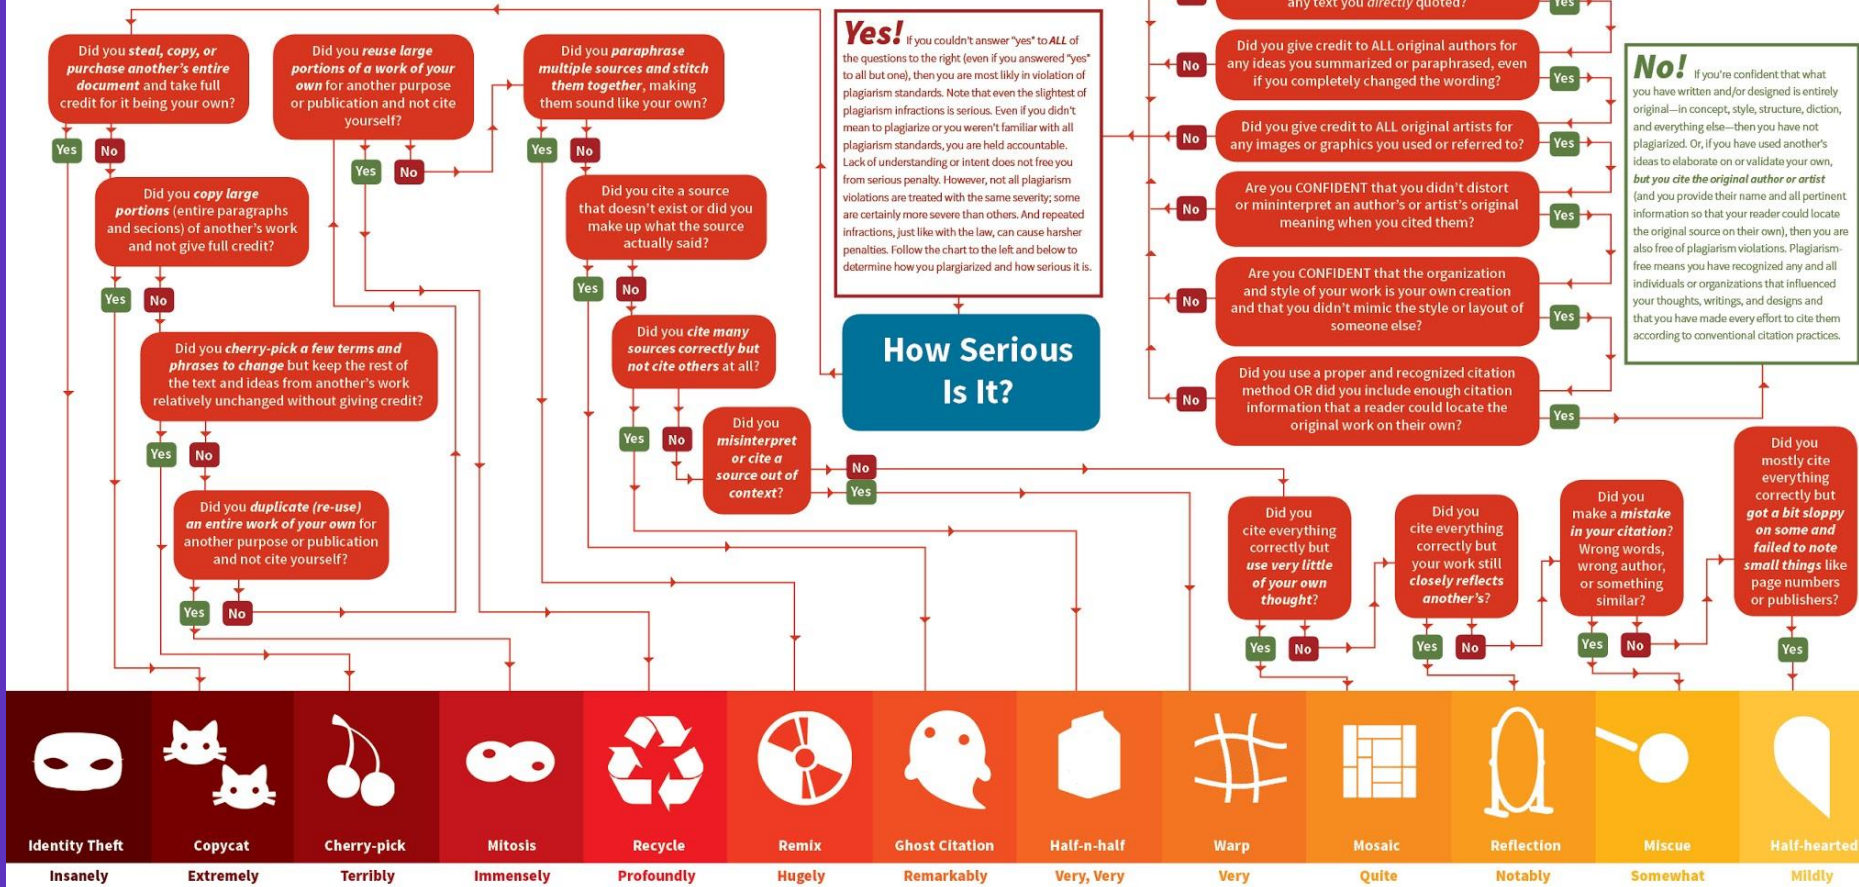 any text you directly quoted?
Yes
Did you steal, copy, or
purchase another's entire
document and take full
credit for it being your own?
Yes
No
Did you reuse large
portions of a work of your
own for another purpose
or publication and not cite
yourself?
Yes
No
Did you paraphrase
multiple sources and stitch
them together, making
them sound like your own?
Yes
No
Yes! If you couldn't answer "yes" to ALL of
the questions to the right (even if you answered "yes"
to all but one), then you are most likly in violation of
plagiarism standards. Note that even the slightest of
plagiarism infractions is serious. Even if you didn't
mean to plagiarize or you weren't familiar with all
plagiarism standards, you are held accountable.
Lack of understanding or intent does not free you
from serious penalty. However, not all plagiarism
violations are treated with the same severity; some
are certainly more severe than others. And repeated
infractions, just like with the law, can cause harsher
penalties. Follow the chart to the left and below to
determine how you plargiarized and how serious it is.
Did you give credit to ALL original authors for
any ideas you summarized or paraphrased, even
if you completely changed the wording?
No
Yes
Did you give credit to ALL original artists for
any images or graphics you used or referred to?
No
Yes
Are you CONFIDENT that you didn't distort
or mininterpret an author's or artist's original
meaning when you cited them?
No
Yes
Are you CONFIDENT that the organization
and style of your work is your own creation
and that you didn't mimic the style or layout of
someone else?
No
Yes
Did you use a proper and recognized citation
method OR did you include enough citation
information that a reader could locate the
original work on their own?
No
Yes
No! If you're confident that what
you have written and/or designed is entirely
original—in concept, style, structure, diction,
and everything else—then you have not
plagiarized. Or, if you have used another's
ideas to elaborate on or validate your own,
but you cite the original author or artist
(and you provide their name and all pertinent
information so that your reader could locate
the original source on their own), then you are
also free of plagiarism violations. Plagiarism-
free means you have recognized any and all
individuals or organizations that influenced
your thoughts, writings, and designs and
that you have made every effort to cite them
according to conventional citation practices.
Did you copy large
portions (entire paragraphs
and secions) of another's work
and not give full credit?
Yes
No
Did you cite a source
that doesn't exist or did you
make up what the source
actually said?
Yes
No
Did you cherry-pick a few terms and
phrases to change but keep the rest of
the text and ideas from another's work
relatively unchanged without giving credit?
Yes
No
Did you cite many
sources correctly but
not cite others at all?
Yes
No
How Serious
Is It?
Did you
misinterpret
or cite a
source out of
context?
No
Yes
Did you duplicate (re-use)
an entire work of your own for
another purpose or publication
and not cite yourself?
Yes
No
Did you
cite everything
correctly but
use very little
of your own
thought?
Yes
No
Did you
cite everything
correctly but
your work still
closely reflects
another's?
Yes
No
Did you
make a mistake
in your citation?
Wrong words,
wrong author,
or something
similar?
Yes
No
Did you
mostly cite
everything
correctly but
got a bit sloppy
on some and
failed to note
small things like
page numbers
or publishers?
Yes
Identity Theft
Copycat
Cherry-pick
Mitosis
Recycle
Remix
Ghost Citation
Half-n-half
Warp
Mosaic
Reflection
Miscue
Half-hearted
Insanely
Extremely
Terribly
Immensely
Profoundly
Hugely
Remarkably
Very, Very
Very
Quite
Notably
Somewhat
Mildly